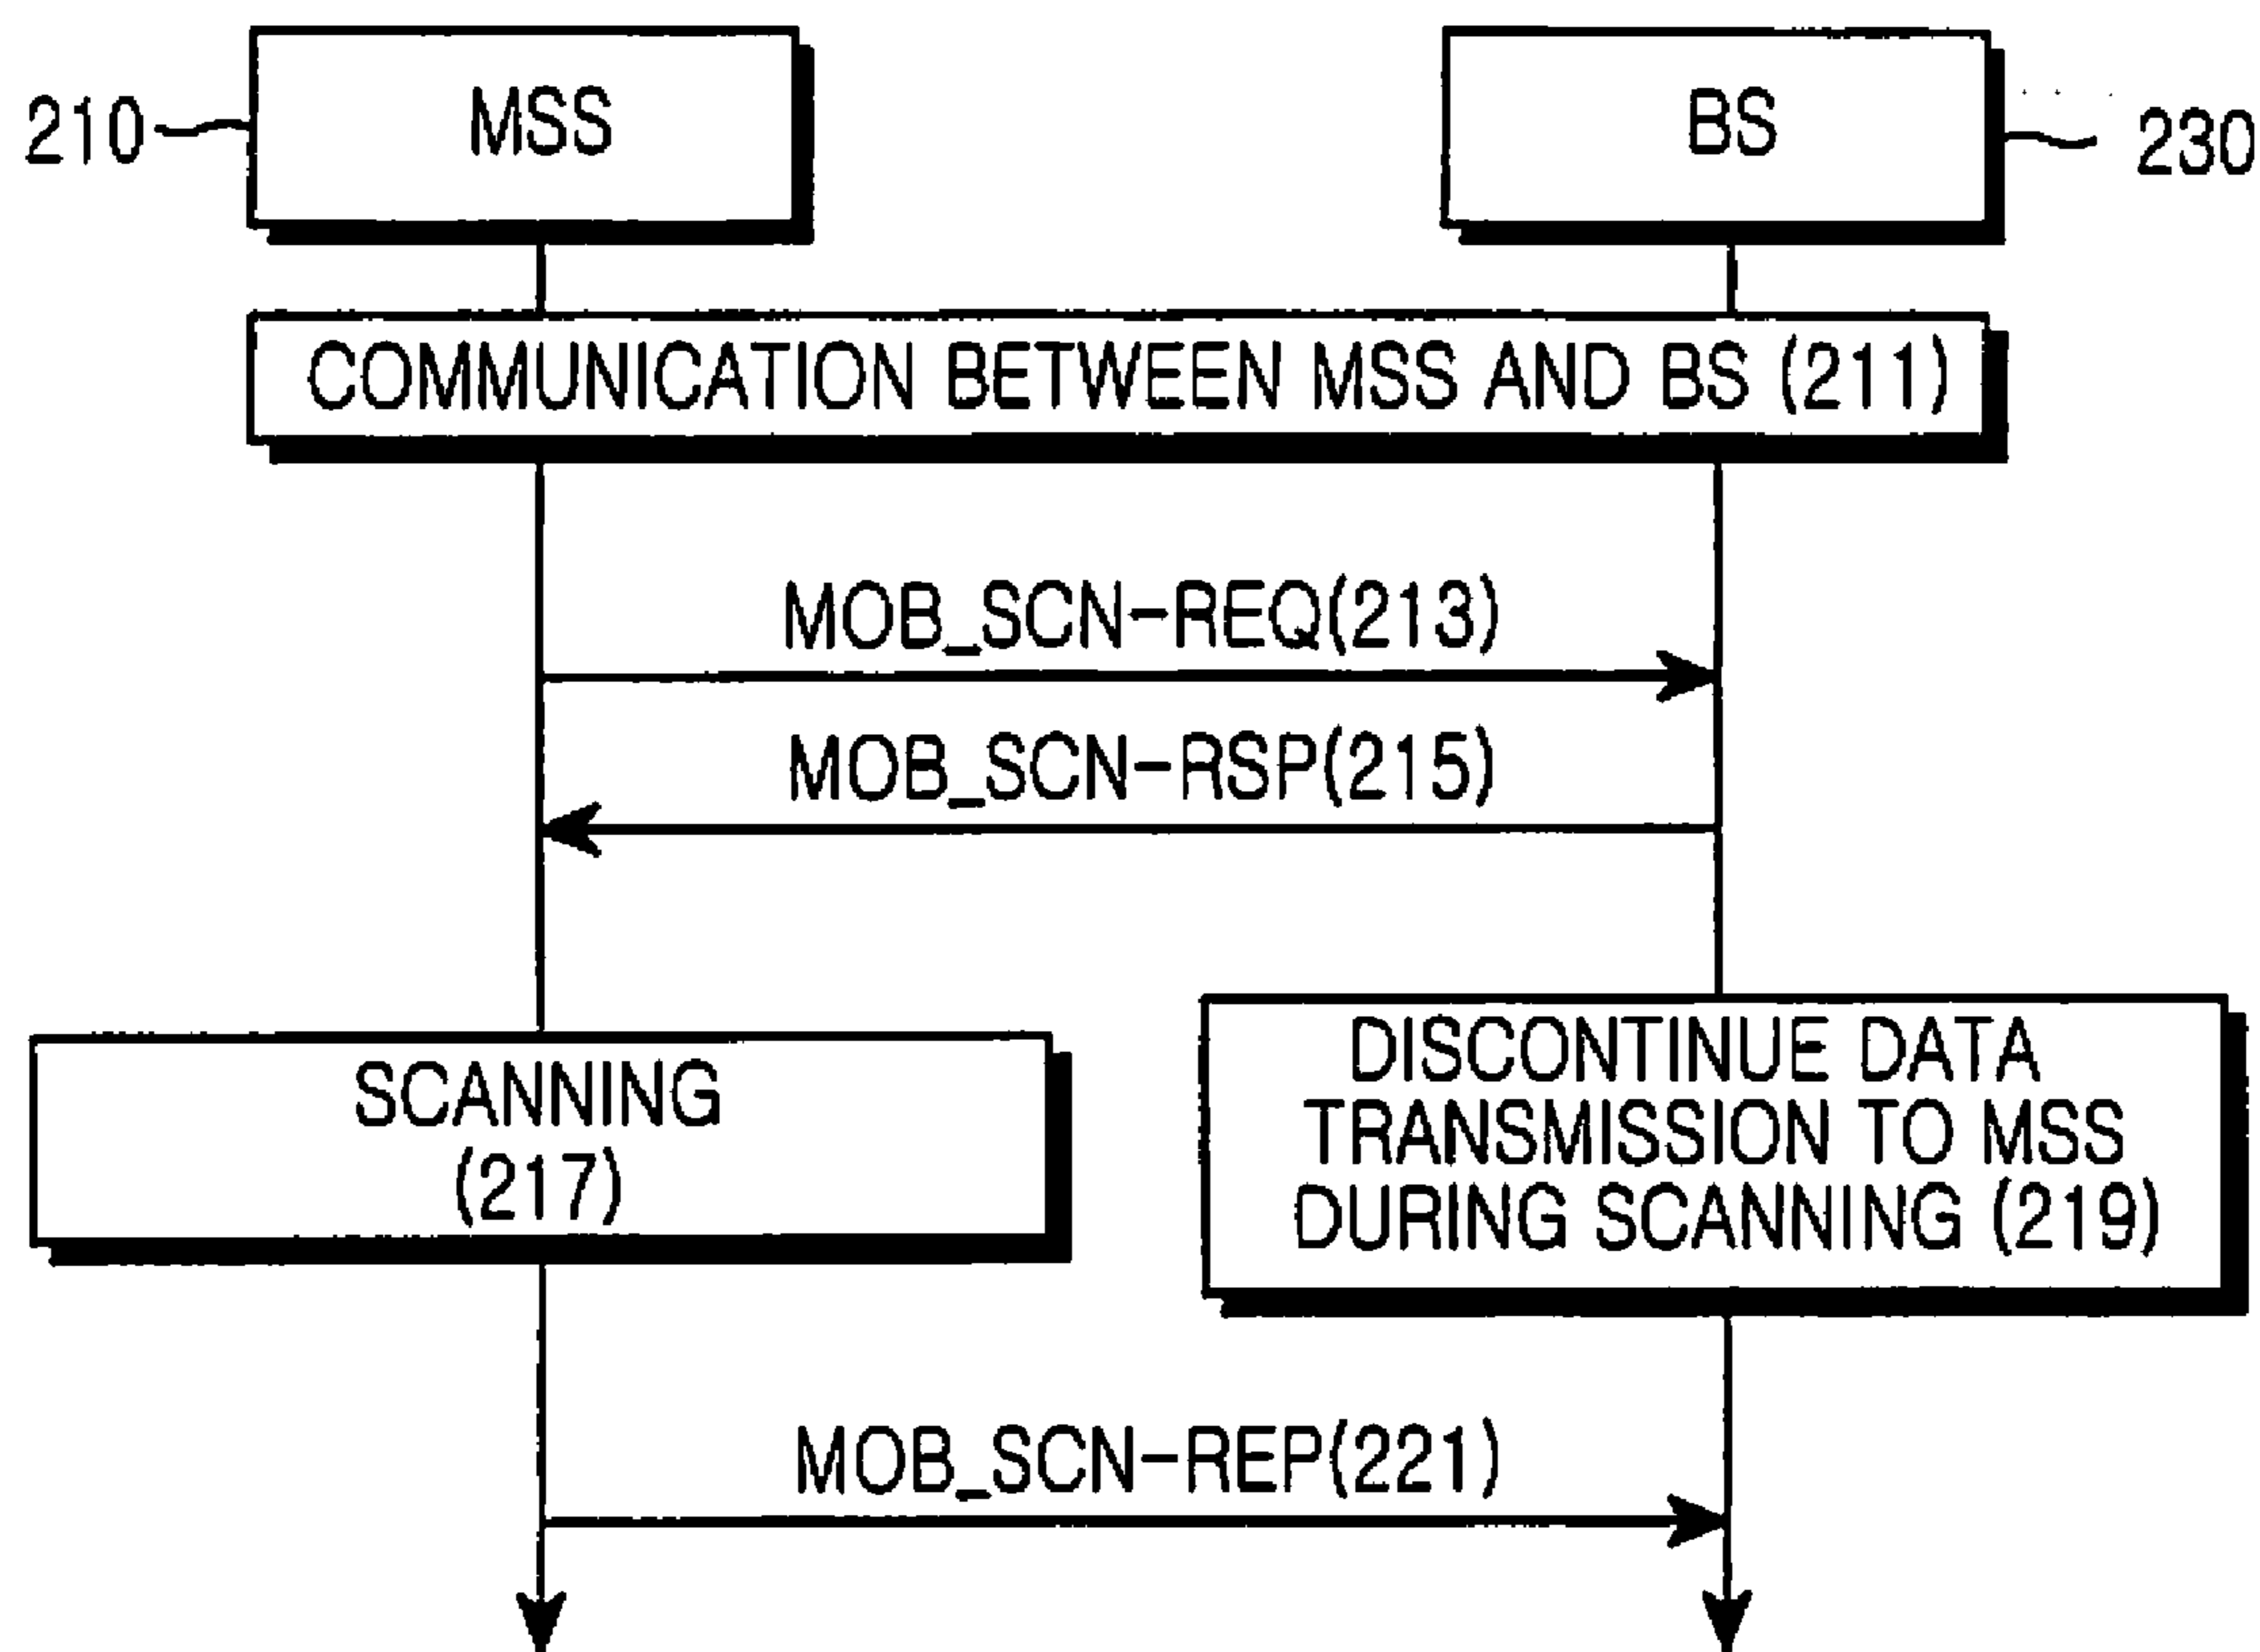 210
MSS
BS
230
COMMUNICATION BETWEEN MSS AND BS (211)
MOB_SCN-REQ(213)
MOB_SCN-RSP(215)
SCANNING
(217)
DISCONTINUE DATA
TRANSMISSION TO MSS
DURING SCANNING (219)
MOB_SCN-REP(221)